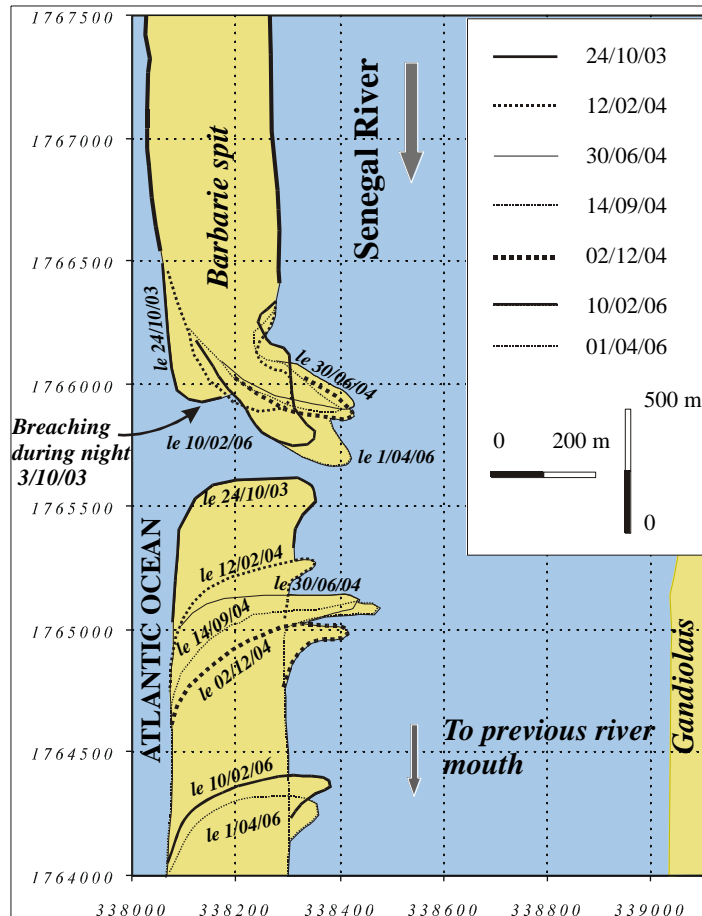 1767500
1767000
1766500
1766000
1765500
1765000
1764500
1764000
338000
338200
338400
338600
338800
339000
Barbarie spit
Senegal River
24/10/03
12/02/04
30/06/04
14/09/04
02/12/04
10/02/06
01/04/06
0 200 m
500 m
0
le 24/10/03
le 30/06/04
Breaching
during night
3/10/03
le 10/02/06
le 1/04/06
le 24/10/03
ATLANTIC OCEAN
le 12/02/04
le 30/06/04
le 14/09/04
le 02/12/04
To previous river
mouth
Gandiolais
le 10/02/06
le 1/04/06